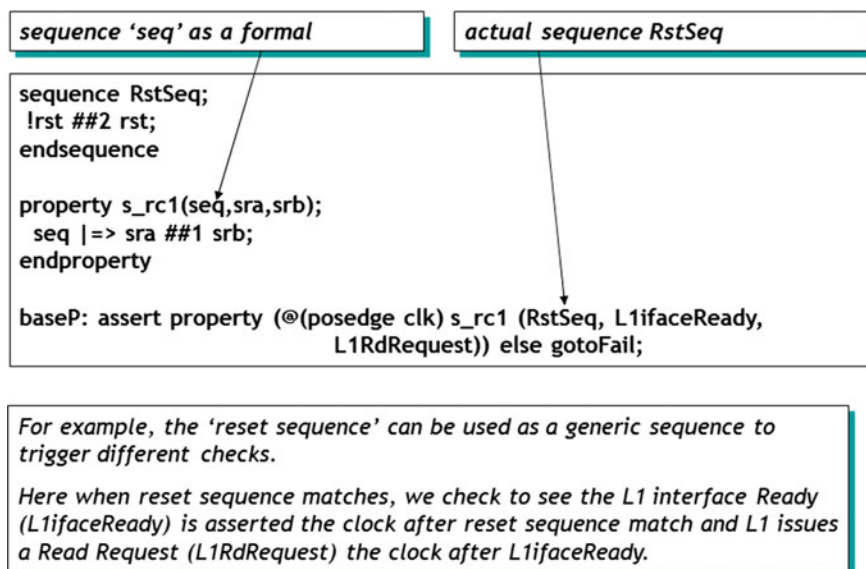 sequence ‘seq’ as a formal
actual sequence RstSeq
sequence RstSeq;
!rst ##2 rst;
endsequence
property s_rc1(seq,sra,srb);
seq |=> sra ##1 srb;
endproperty
baseP: assert property (@(posedge clk) s_rc1 (RstSeq, L1ifaceReady,
L1RdRequest)) else gotoFail;
For example, the ‘reset sequence’ can be used as a generic sequence to
trigger different checks.
Here when reset sequence matches, we check to see the L1 interface Ready
(L1ifaceReady) is asserted the clock after reset sequence match and L1 issues
a Read Request (L1RdRequest) the clock after L1ifaceReady.